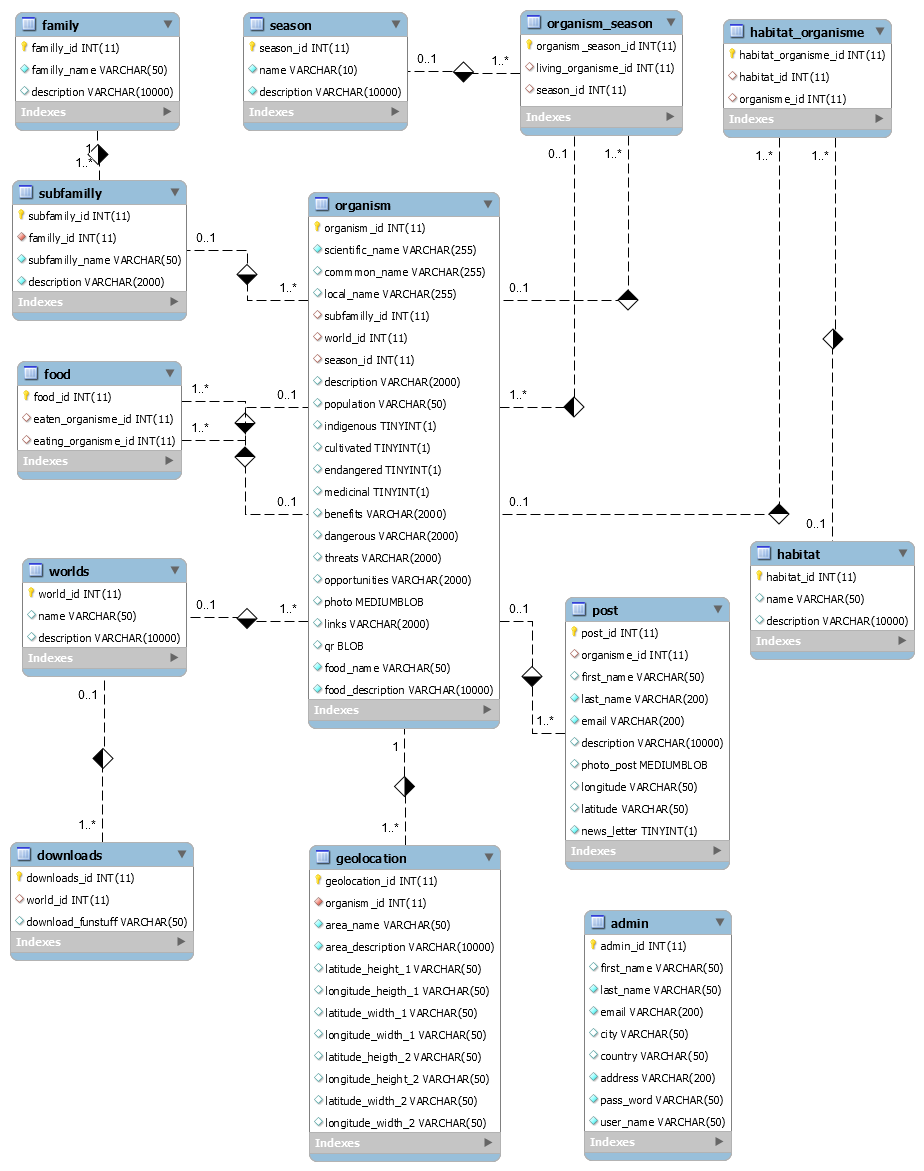 family
familly_id INT(11)
familly_name VARCHAR(50)
description VARCHAR(10000)
Indexes
season
season_id INT(11)
name VARCHAR(10)
description VARCHAR(10000)
Indexes
organism_season
organism_season_id INT(11)
living_organisme_id INT(11)
season_id INT(11)
Indexes
habitat_organisme
habitat_organisme_id INT(11)
habitat_id INT(11)
organisme_id INT(11)
Indexes
0..1
1..*
1
1..*
0..1
1..*
1..*
1..*
subfamilly
subfamilly_id INT(11)
familly_id INT(11)
subfamilly_name VARCHAR(50)
description VARCHAR(2000)
Indexes
0..1
1..*
organism
organism_id INT(11)
scientific_name VARCHAR(255)
commmon_name VARCHAR(255)
local_name VARCHAR(255)
subfamilly_id INT(11)
world_id INT(11)
season_id INT(11)
description VARCHAR(2000)
population VARCHAR(50)
indigenous TINYINT(1)
cultivated TINYINT(1)
endangered TINYINT(1)
medicinal TINYINT(1)
benefits VARCHAR(2000)
dangerous VARCHAR(2000)
threats VARCHAR(2000)
opportunities VARCHAR(2000)
photo MEDIUMBLOB
links VARCHAR(2000)
qr BLOB
food_name VARCHAR(50)
food_description VARCHAR(10000)
Indexes
0..1
1..*
0..1
0..1
food
food_id INT(11)
eaten_organisme_id INT(11)
eating_organisme_id INT(11)
Indexes
1..*
1..*
0..1
0..1
habitat
habitat_id INT(11)
name VARCHAR(50)
description VARCHAR(10000)
Indexes
worlds
world_id INT(11)
name VARCHAR(50)
description VARCHAR(10000)
Indexes
0..1
1..*
0..1
1..*
post
post_id INT(11)
organisme_id INT(11)
first_name VARCHAR(50)
last_name VARCHAR(200)
email VARCHAR(200)
description VARCHAR(10000)
photo_post MEDIUMBLOB
longitude VARCHAR(50)
latitude VARCHAR(50)
news_letter TINYINT(1)
Indexes
0..1
1..*
1
1..*
downloads
downloads_id INT(11)
world_id INT(11)
download_funstuff VARCHAR(50)
Indexes
geolocation
geolocation_id INT(11)
organism_id INT(11)
area_name VARCHAR(50)
area_description VARCHAR(10000)
latitude_height_1 VARCHAR(50)
longitude_heigth_1 VARCHAR(50)
latitude_width_1 VARCHAR(50)
longitude_width_1 VARCHAR(50)
latitude_heigth_2 VARCHAR(50)
longitude_height_2 VARCHAR(50)
latitude_width_2 VARCHAR(50)
longitude_width_2 VARCHAR(50)
Indexes
admin
admin_id INT(11)
first_name VARCHAR(50)
last_name VARCHAR(50)
email VARCHAR(200)
city VARCHAR(50)
country VARCHAR(50)
address VARCHAR(200)
pass_word VARCHAR(50)
user_name VARCHAR(50)
Indexes